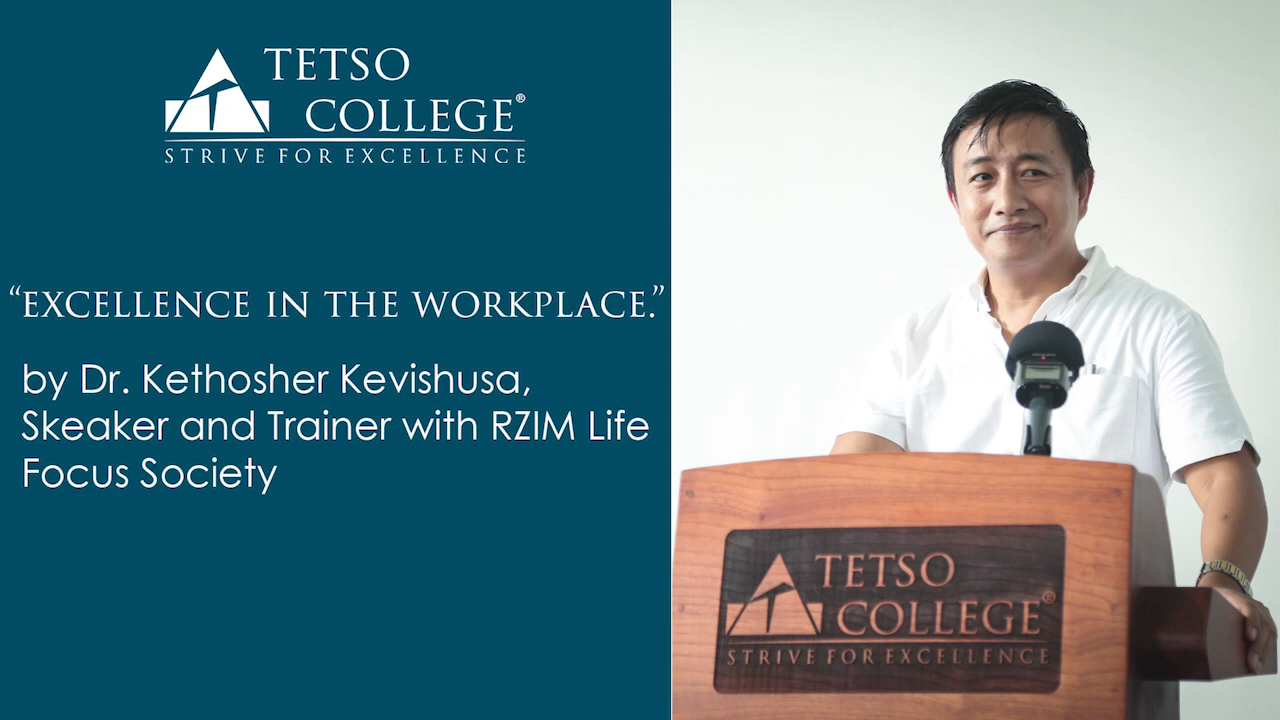 TETSO
COLLEGE®
STRIVE FOR EXCELLENCE
“EXCELLENCE IN THE WORKPLACE.”
by Dr. Kethosher Kevishusa,
Skeaker and Trainer with RZIM Life
Focus Society
TETSO
COLLEGE®
STRIVE FOR EXCELLENCE